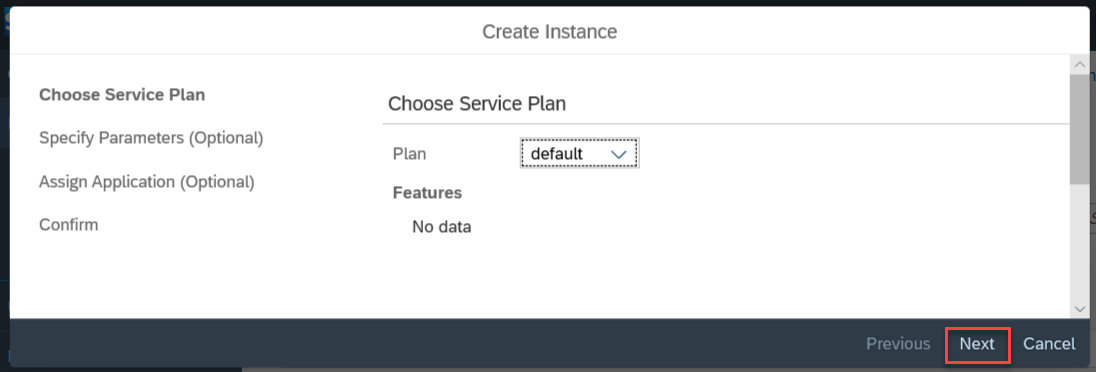 Create Instance
Choose Service Plan
Specify Parameters (Optional)
Assign Application (Optional)
Confirm
Choose Service Plan
Plan default
Features
No data
Previous Next Cancel